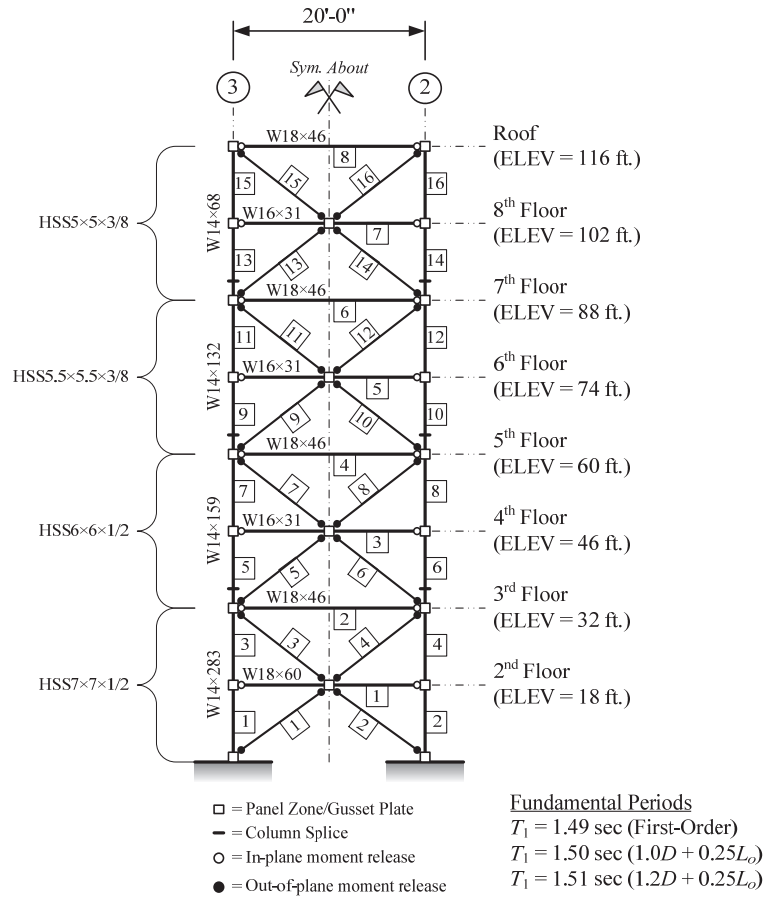 20'-0"
Sym. About
3
2
W18×46
8
Roof
(ELEV = 116 ft.)
15
15
16
16
HSS5×5×3/8
W14×68
W16×31
7
8th Floor
(ELEV = 102 ft.)
13
13
14
14
W18×46
6
7th Floor
(ELEV = 88 ft.)
11
11
12
12
HSS5.5×5.5×3/8
W14×132
W16×31
5
6th Floor
(ELEV = 74 ft.)
9
9
10
10
W18×46
4
5th Floor
(ELEV = 60 ft.)
7
7
8
8
HSS6×6×1/2
W14×159
W16×31
3
4th Floor
(ELEV = 46 ft.)
5
5
6
6
W18×46
2
3rd Floor
(ELEV = 32 ft.)
3
3
4
4
HSS7×7×1/2
W14×283
W18×60
1
2nd Floor
(ELEV = 18 ft.)
1
1
2
2
= Panel Zone/Gusset Plate
= Column Splice
= In-plane moment release
= Out-of-plane moment release
Fundamental Periods
T1 = 1.49 sec (First-Order)
T1 = 1.50 sec (1.0D + 0.25Lo)
T1 = 1.51 sec (1.2D + 0.25Lo)